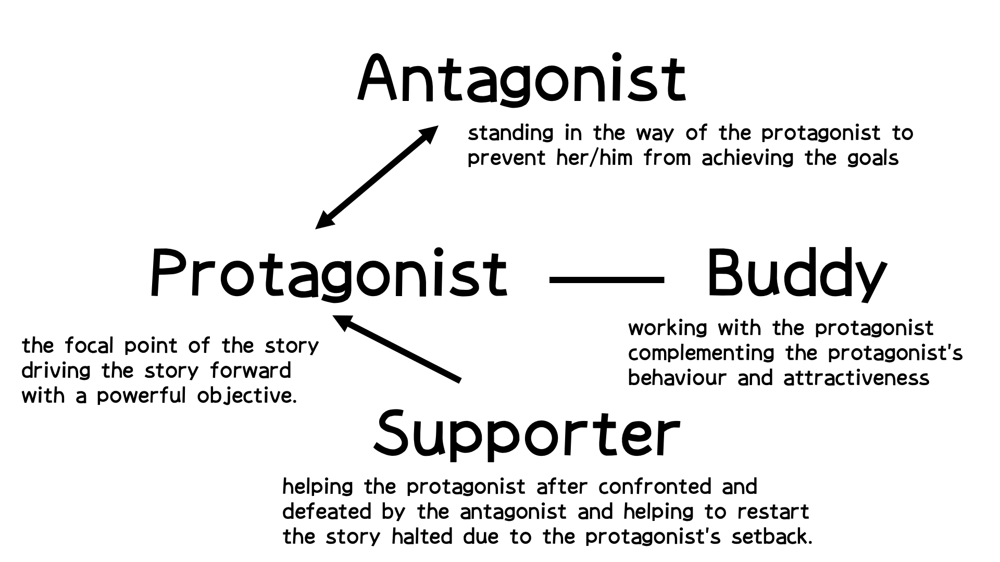 Antagonist
standing in the way of the protagonist to
prevent her/him from achieving the goals
Protagonist
the focal point of the story
driving the story forward
with a powerful objective.
Buddy
working with the protagonist
complementing the protagonist's
behaviour and attractiveness
Supporter
helping the protagonist after confronted and
defeated by the antagonist and helping to restart
the story halted due to the protagonist's setback.